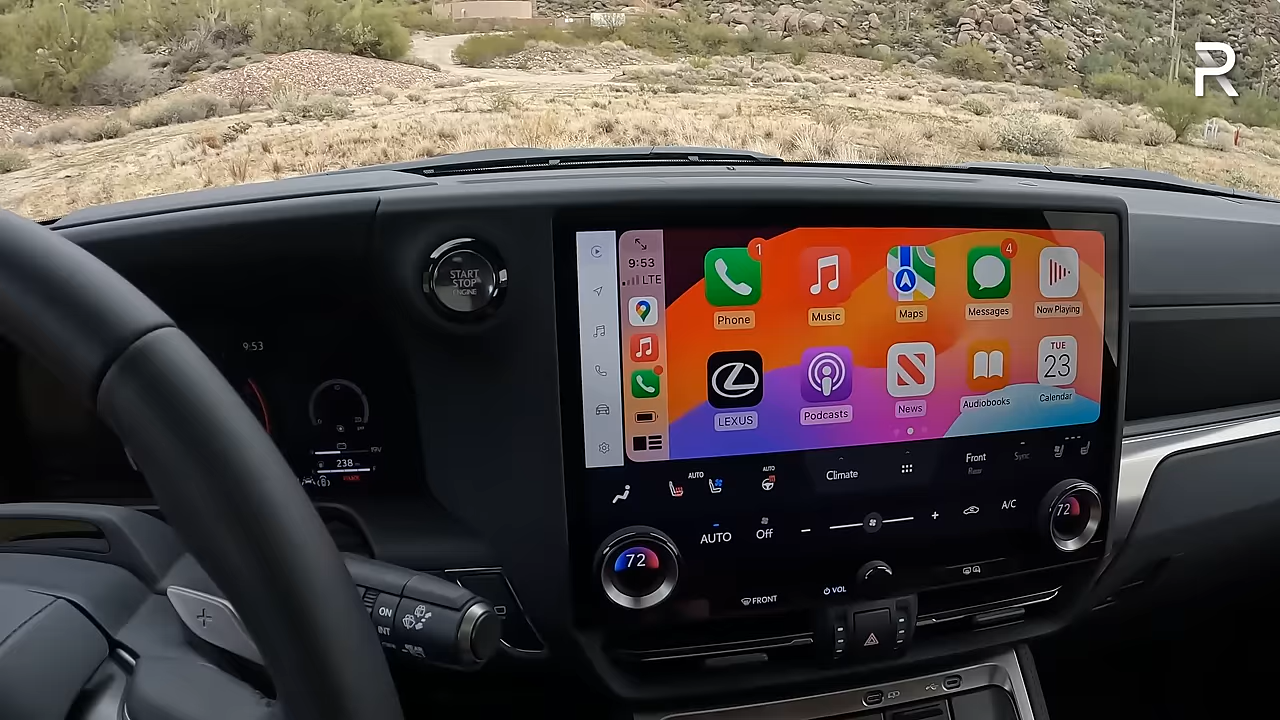 START
STOP
ENGINE
9:53
238
9:53
LTE
1
Phone
Music
Maps
4
Messages
Now Playing
LEXUS
Podcasts
News
Audiobooks
TUE
23
Calendar
AUTO
AUTO
Climate
Front
Rear
Sync
AUTO
Off
−
+
A/C
72
72
FRONT
VOL
ON
INT
R